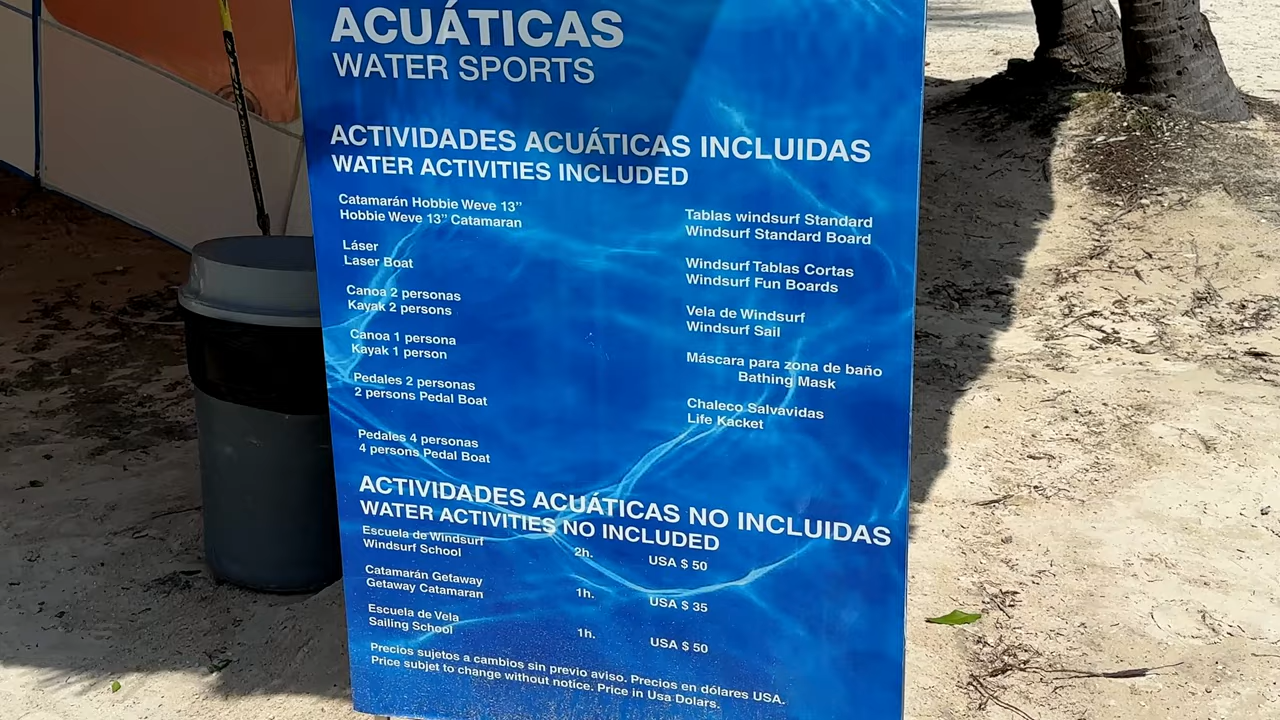 ACUÁTICAS
WATER SPORTS
ACTIVIDADES ACUÁTICAS INCLUIDAS
WATER ACTIVITIES INCLUDED
Catamarán Hobbie Weve 13”
Hobbie Weve 13” Catamaran
Láser
Laser Boat
Canoa 2 personas
Kayak 2 persons
Canoa 1 persona
Kayak 1 person
Pedales 2 personas
2 persons Pedal Boat
Pedales 4 personas
4 persons Pedal Boat
Tablas windsurf Standard
Windsurf Standard Board
Windsurf Tablas Cortas
Windsurf Fun Boards
Vela de Windsurf
Windsurf Sail
Máscara para zona de baño
Bathing Mask
Chaleco Salvavidas
Life Kacket
ACTIVIDADES ACUÁTICAS NO INCLUIDAS
WATER ACTIVITIES NO INCLUDED
Escuela de Windsurf
Windsurf School 2h. USA $ 50
Catamarán Getaway
Getaway Catamaran 1h. USA $ 35
Escuela de Vela
Sailing School 1h. USA $ 50
Precios sujetos a cambios sin previo aviso. Precios en dólares USA.
Price subjet to change without notice. Price in Usa Dolars.